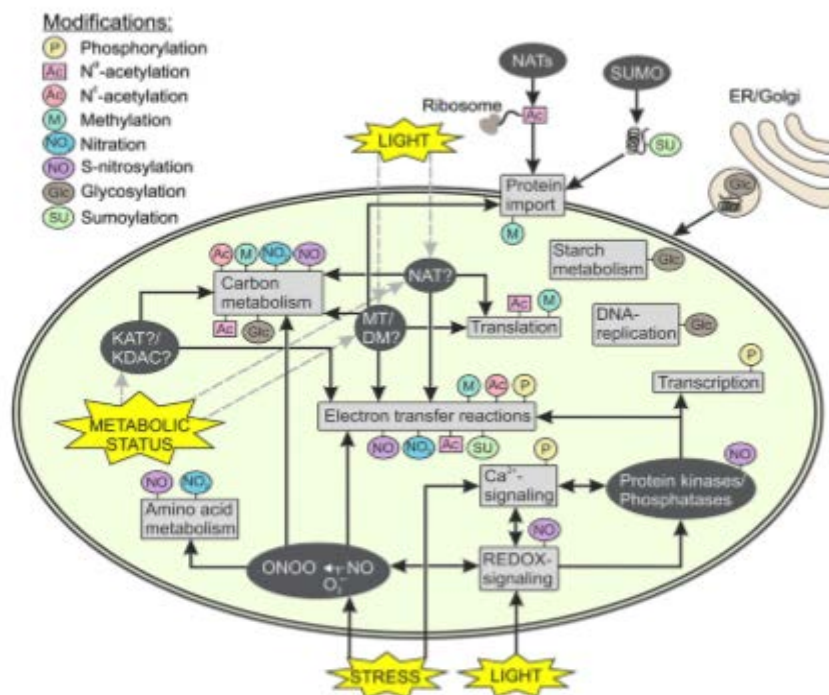 Modifications:
P Phosphorylation
Ac Nᵅ-acetylation
Ac Nᵋ-acetylation
M Methylation
NO₂ Nitration
NO S-nitrosylation
Glc Glycosylation
SU Sumoylation
NATs
SUMO
ER/Golgi
Ribosome
Ac
LIGHT
SU
Glc
Protein
import
M
Starch
metabolism
Glc
Ac M NO₂ NO
Carbon
metabolism
Ac Glc
NAT?
Ac M
Translation
DNA-
replication
Glc
KAT?/
KDAC?
MT/
DM?
P
Transcription
METABOLIC
STATUS
M Ac P
Electron transfer reactions
NO NO₂ Ac SU
P
Ca²⁺-
signaling
NO
Protein kinases/
Phosphatases
NO NO₂
Amino acid
metabolism
NO
REDOX-
signaling
ONOO NO
O₂⁻
STRESS
LIGHT